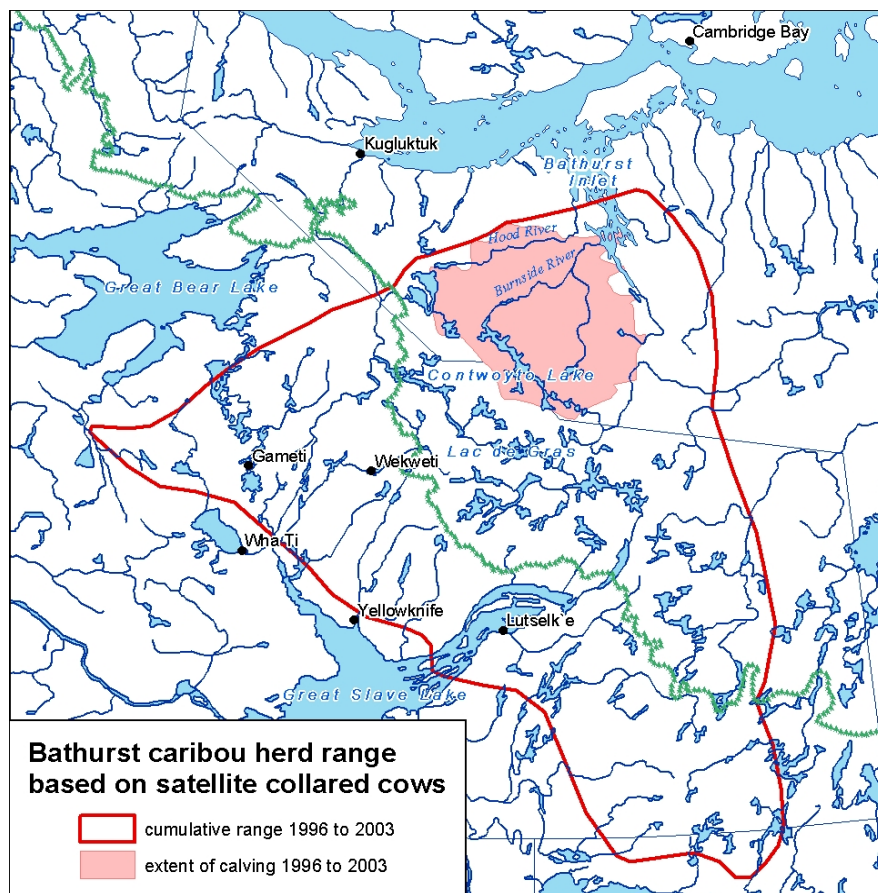 Cambridge Bay
Kugluktuk
Bathurst
Inlet
Hood River
Burnside River
Great Bear Lake
Contwoyto Lake
Lac de Gras
Gameti
Wekweti
Wha Ti
Yellowknife
Lutselk`e
Great Slave Lake
Bathurst caribou herd range
based on satellite collared cows
cumulative range 1996 to 2003
extent of calving 1996 to 2003